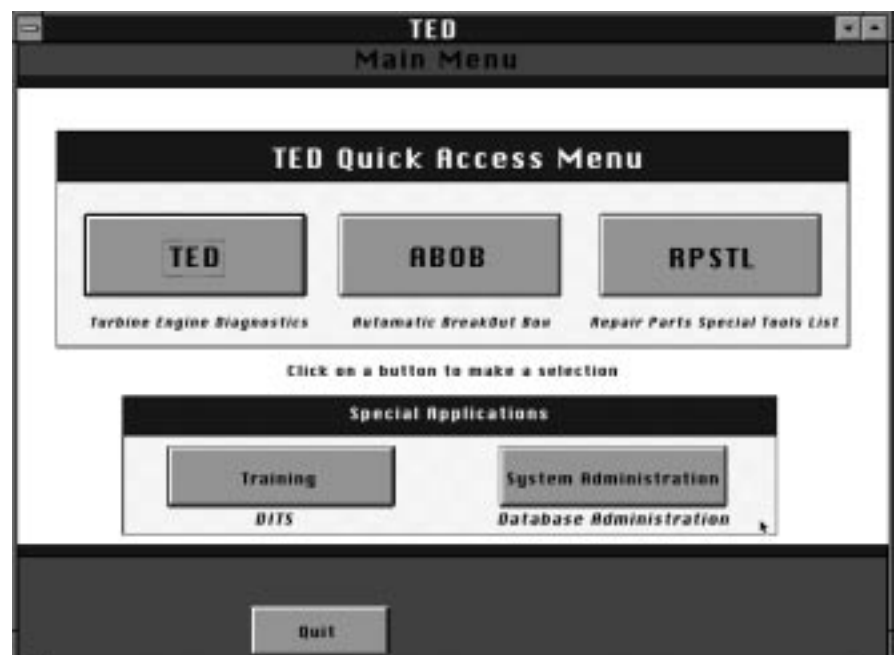 TED
Main Menu
TED Quick Access Menu
TED ABOB RPSTL
Turbine Engine Diagnostics Automatic BreakOut Box Repair Parts Special Tools List
Click on a button to make a selection
Special Applications
Training System Administration
DITS Database Administration
Quit